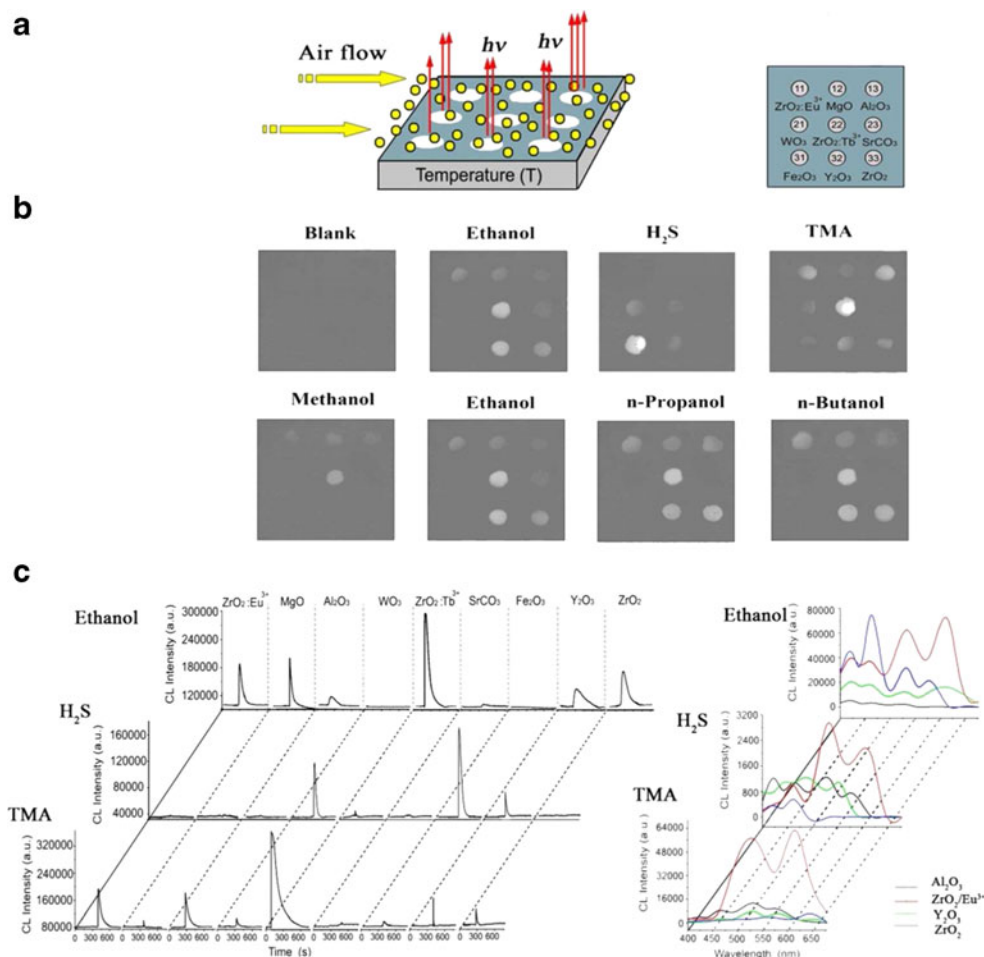 a
Air flow
hν
hν
Temperature (T)
11 12 13
ZrO₂:Eu³⁺ MgO Al₂O₃
21 22 23
WO₃ ZrO₂:Tb³⁺ SrCO₃
31 32 33
Fe₂O₃ Y₂O₃ ZrO₂
b
Blank Ethanol H₂S TMA
Methanol Ethanol n-Propanol n-Butanol
c
Ethanol
ZrO₂:Eu³⁺ MgO Al₂O₃ WO₃ ZrO₂:Tb³⁺ SrCO₃ Fe₂O₃ Y₂O₃ ZrO₂
CL Intensity (a.u.)
300000
240000
180000
120000
H₂S
CL Intensity (a.u.)
160000
120000
80000
40000
TMA
CL Intensity (a.u.)
320000
240000
160000
80000
0 300 600 0 300 600 0 300 600 0 300 600 0 300 600 0 300 600 0 300 600 0 300 600 0 300 600
Time (s)
Ethanol
CL Intensity (a.u.)
80000
60000
40000
20000
0
H₂S
CL Intensity (a.u.)
3200
2400
1600
800
0
TMA
CL Intensity (a.u.)
64000
48000
32000
16000
0
400 450 500 550 600 650
Wavelength (nm)
Al₂O₃
ZrO₂/Eu³⁺
Y₂O₃
ZrO₂